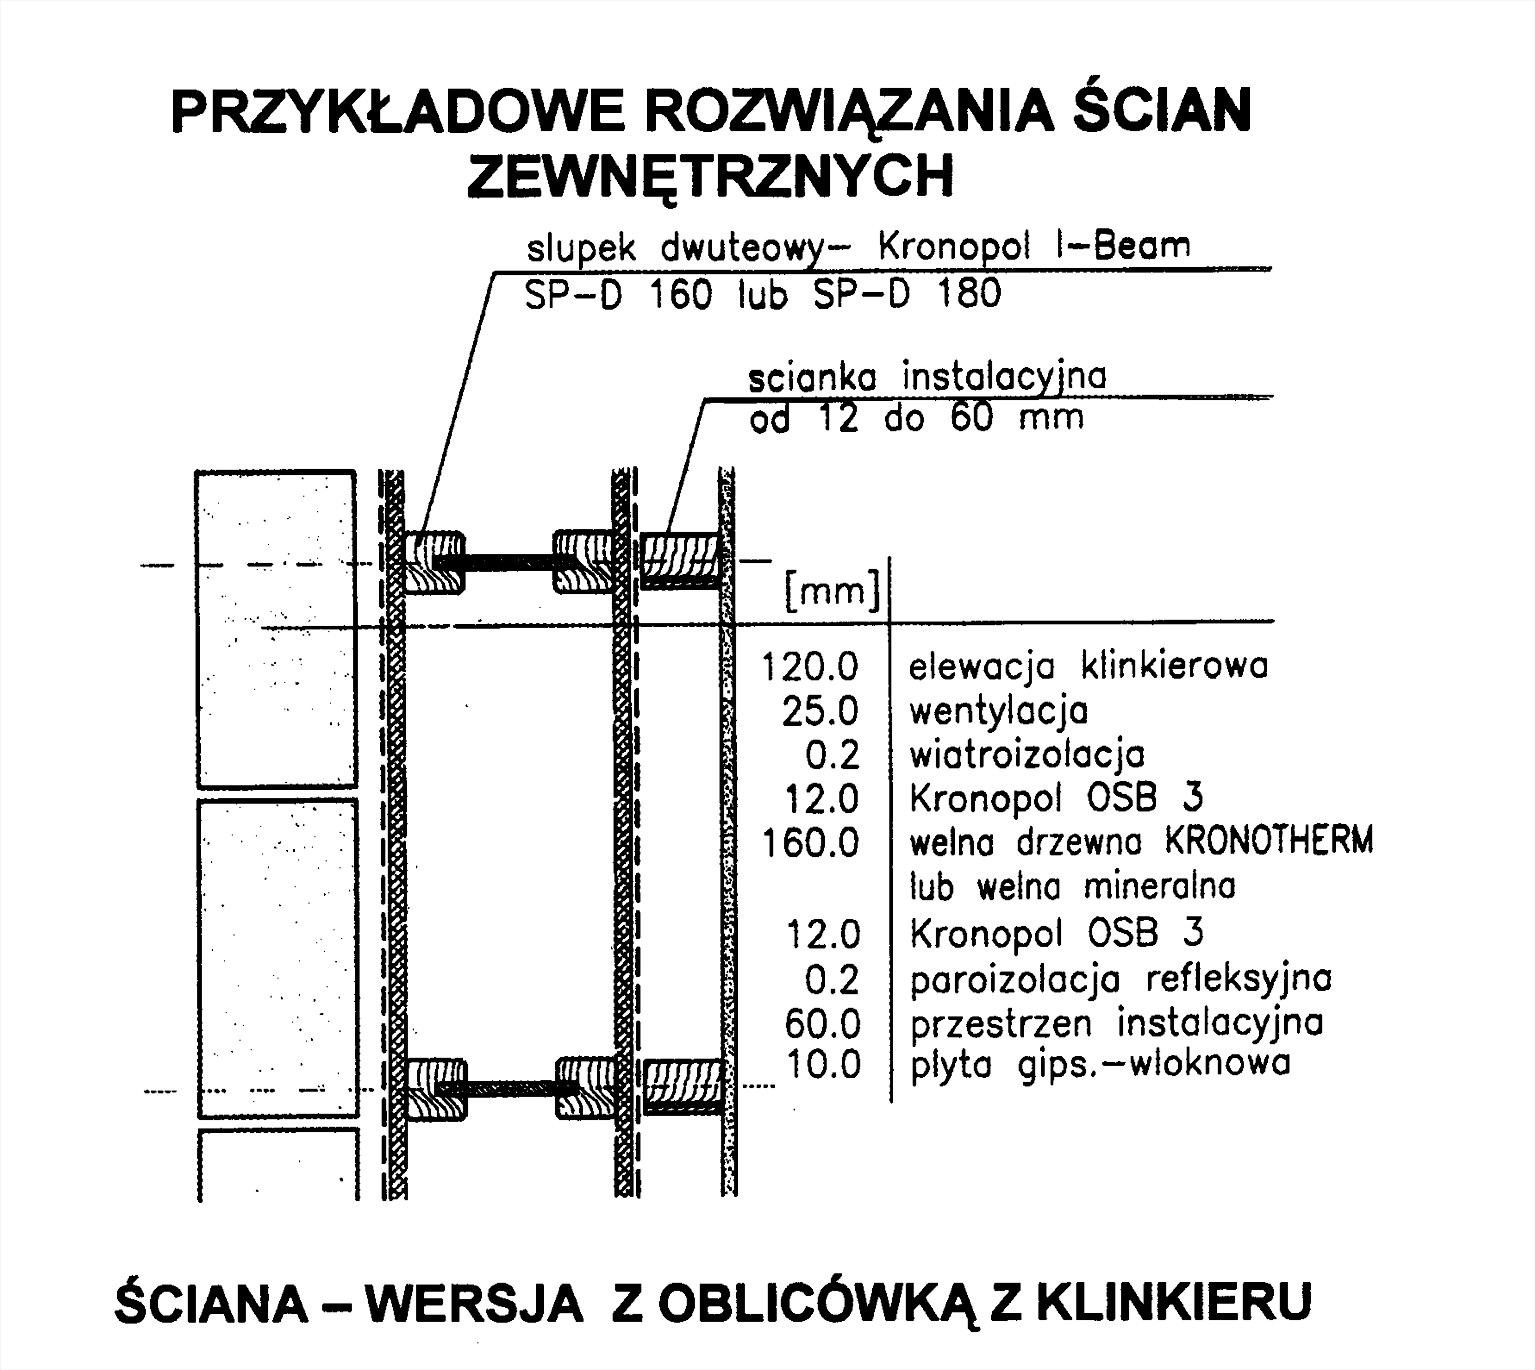 PRZYKŁADOWE ROZWIĄZANIA ŚCIAN
ZEWNĘTRZNYCH
slupek dwuteowy– Kronopol I–Beam
SP–D 160 lub SP–D 180
scianka instalacyjna
od 12 do 60 mm
[mm]
120.0 elewacja klinkierowa
25.0 wentylacja
0.2 wiatroizolacja
12.0 Kronopol OSB 3
160.0 welna drzewna KRONOTHERM
lub welna mineralna
12.0 Kronopol OSB 3
0.2 paroizolacja refleksyjna
60.0 przestrzen instalacyjna
10.0 plyta gips.–wloknowa
ŚCIANA – WERSJA Z OBLICÓWKĄ Z KLINKIERU